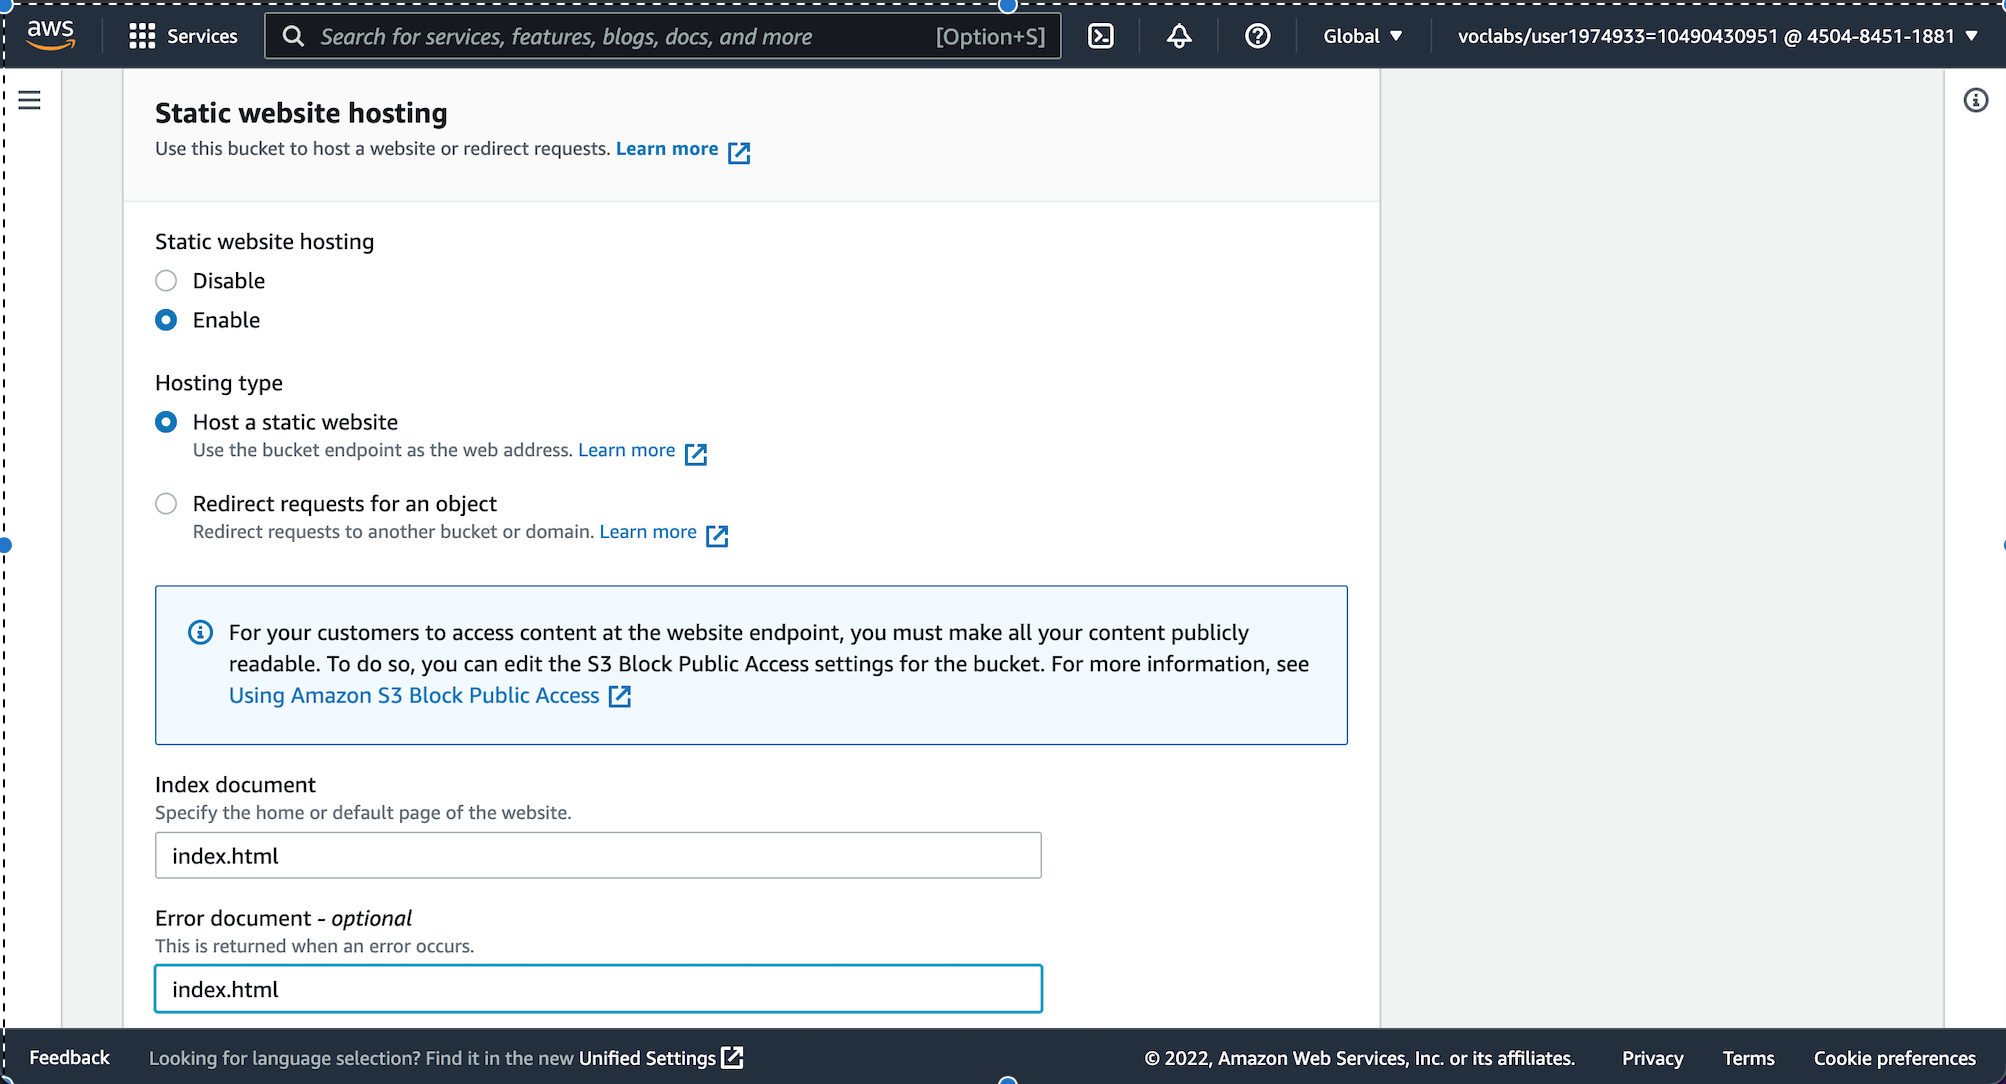 aws Services Search for services, features, blogs, docs, and more [Option+S] Global voclabs/user1974933=10490430951 @ 4504-8451-1881
Static website hosting
Use this bucket to host a website or redirect requests. Learn more
Static website hosting
Disable
Enable
Hosting type
Host a static website
Use the bucket endpoint as the web address. Learn more
Redirect requests for an object
Redirect requests to another bucket or domain. Learn more
For your customers to access content at the website endpoint, you must make all your content publicly
readable. To do so, you can edit the S3 Block Public Access settings for the bucket. For more information, see
Using Amazon S3 Block Public Access
Index document
Specify the home or default page of the website.
index.html
Error document - optional
This is returned when an error occurs.
index.html
Feedback Looking for language selection? Find it in the new Unified Settings © 2022, Amazon Web Services, Inc. or its affiliates. Privacy Terms Cookie preferences